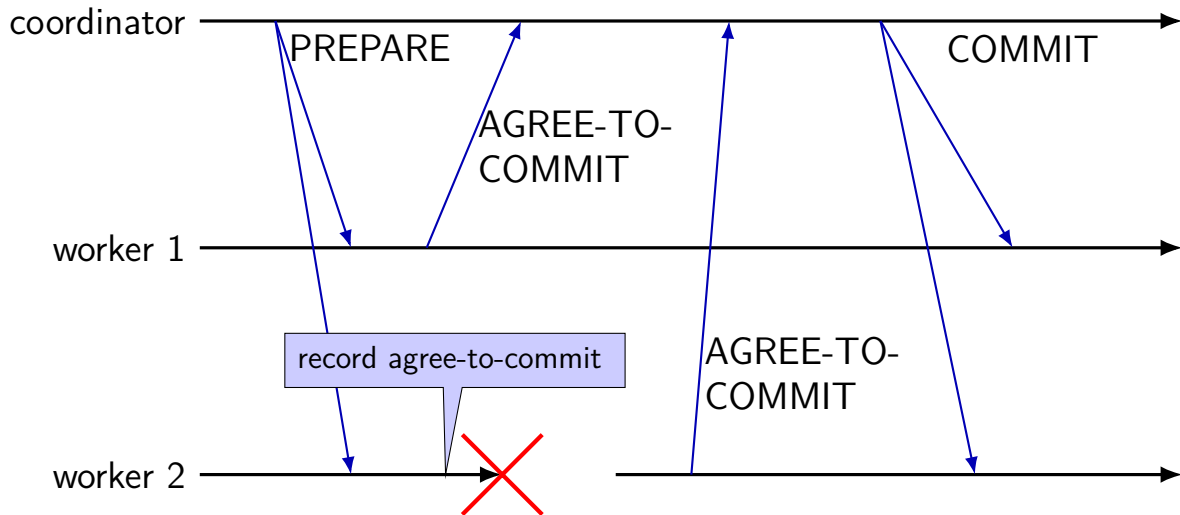 coordinator
PREPARE
COMMIT
AGREE-TO-
COMMIT
worker 1
record agree-to-commit
AGREE-TO-
COMMIT
worker 2